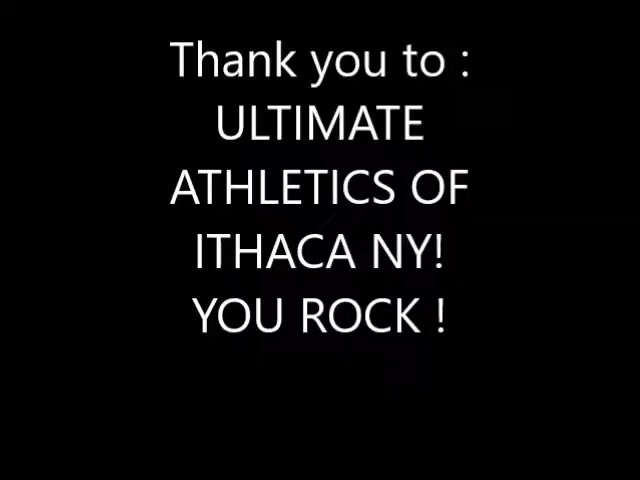 Thank you to :
ULTIMATE
ATHLETICS OF
ITHACA NY!
YOU ROCK !